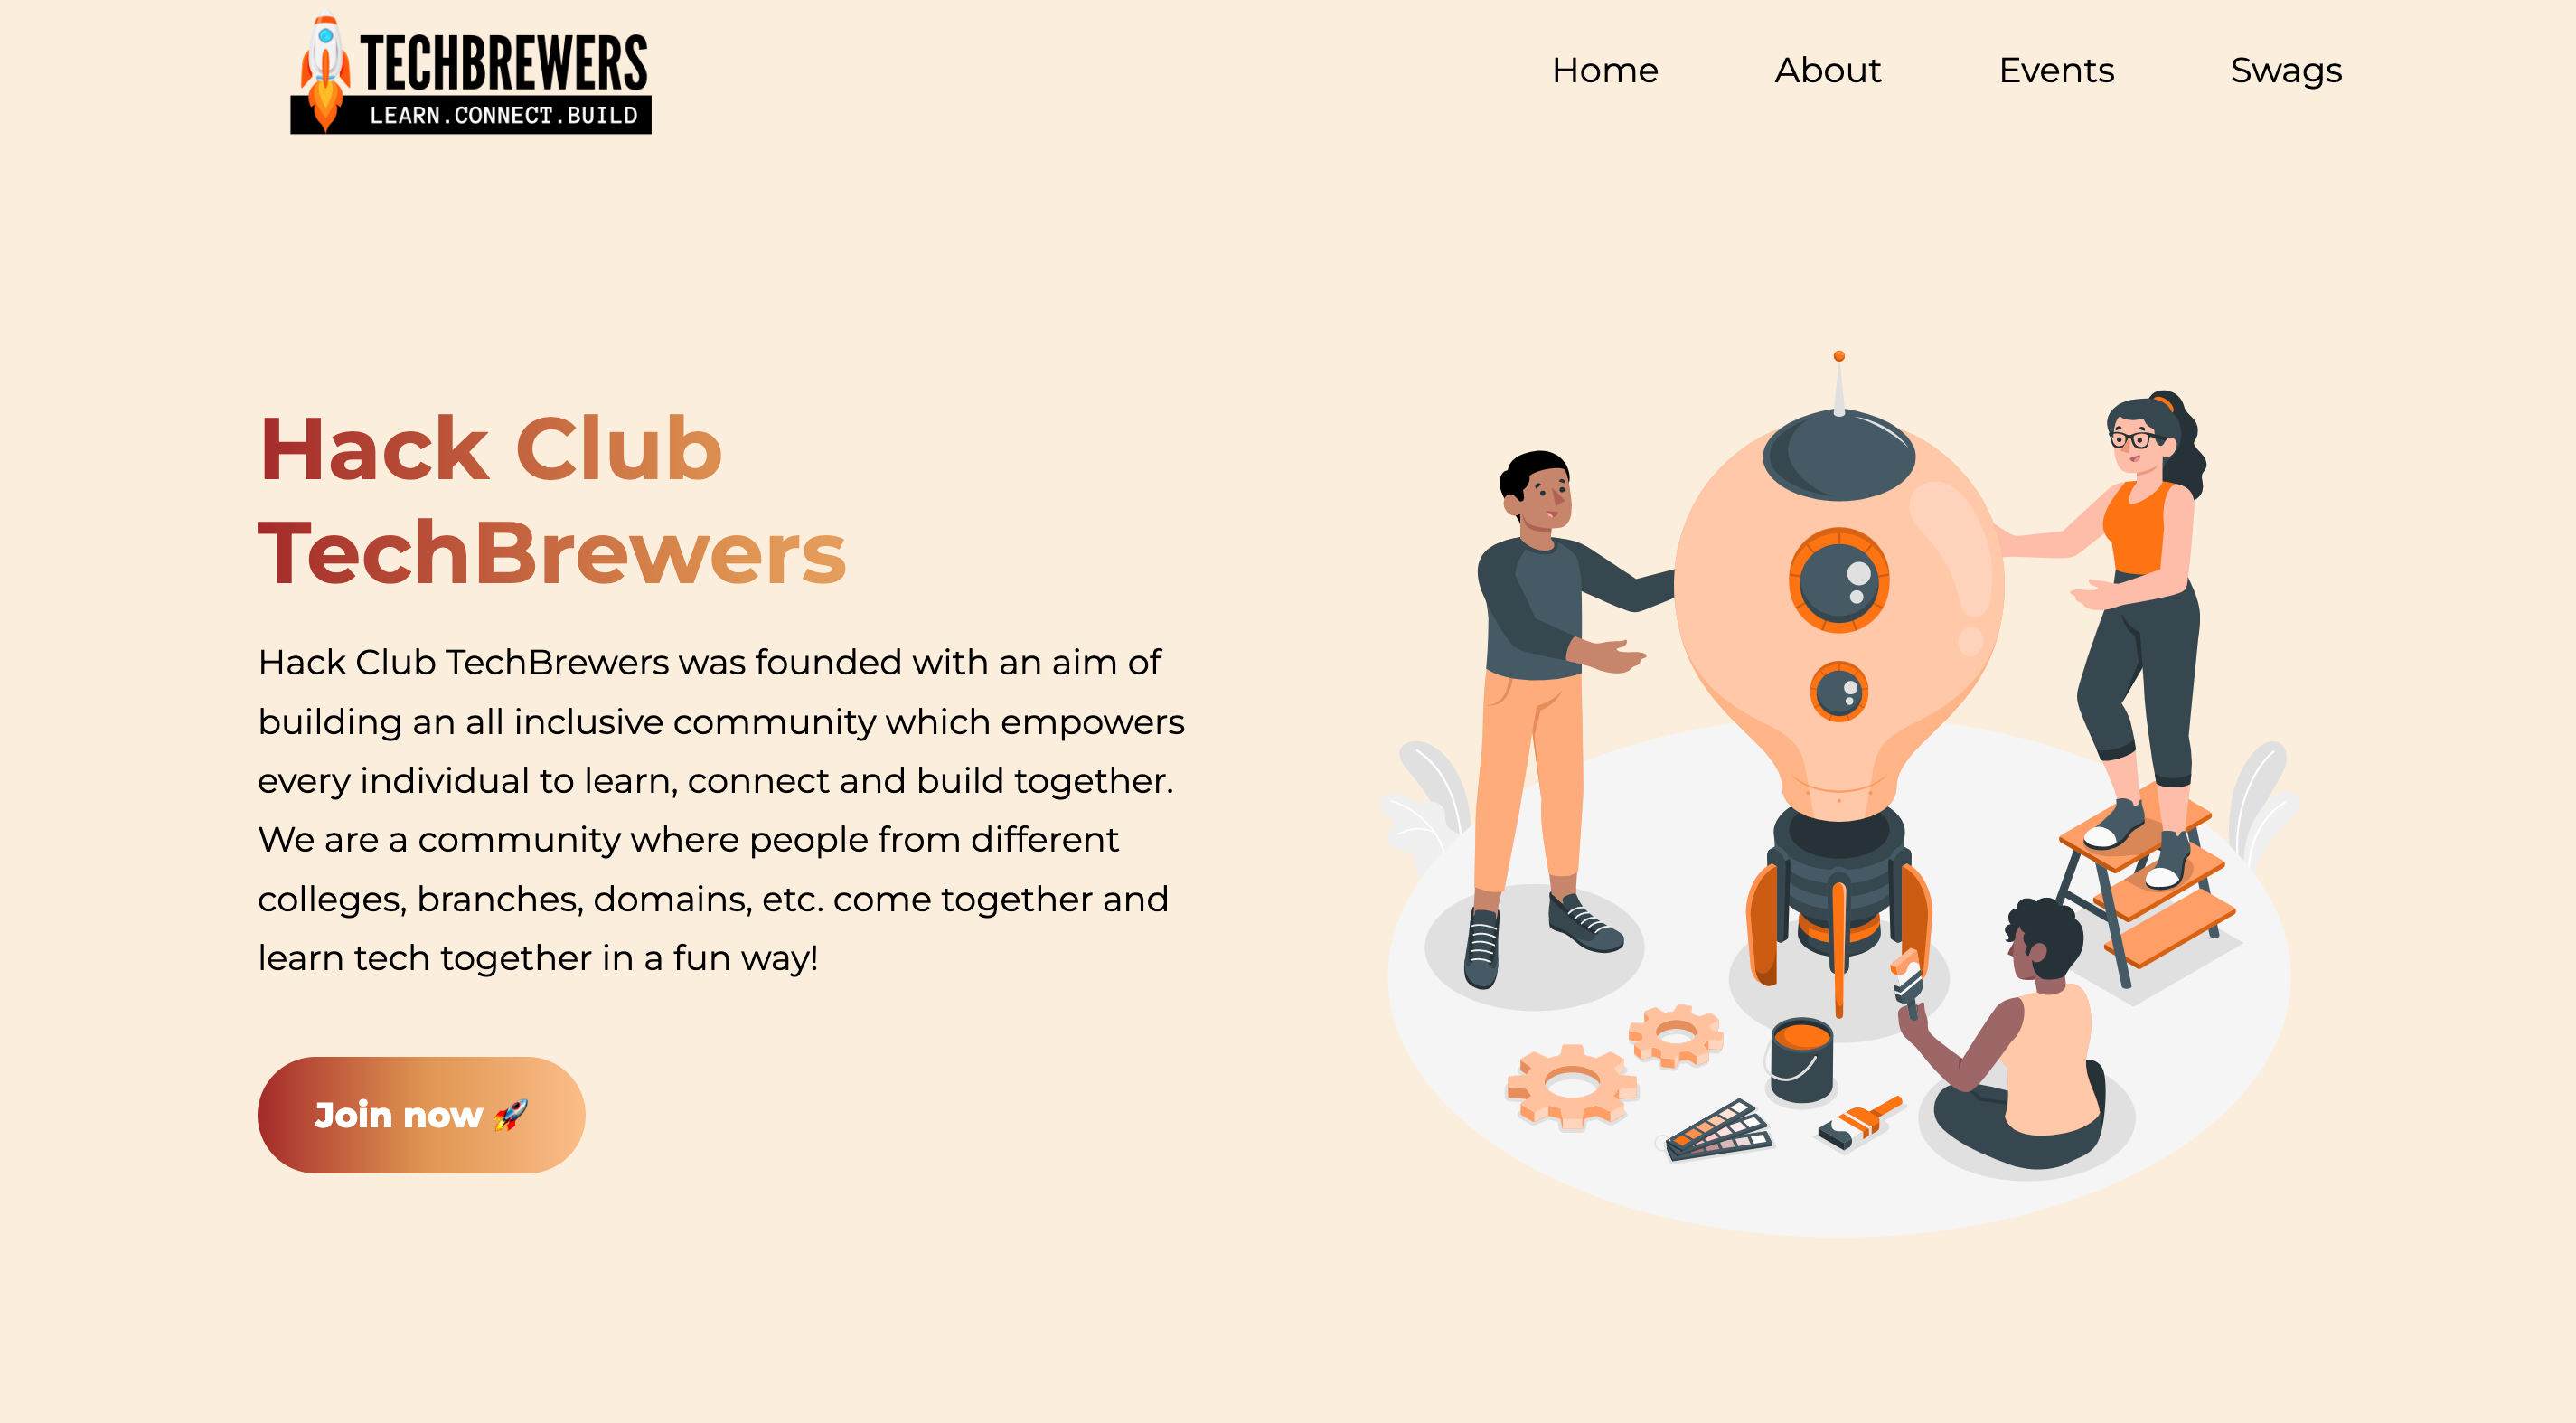 TECHBREWERS
LEARN.CONNECT.BUILD
Home About Events Swags
Hack Club
TechBrewers
Hack Club TechBrewers was founded with an aim of
building an all inclusive community which empowers
every individual to learn, connect and build together.
We are a community where people from different
colleges, branches, domains, etc. come together and
learn tech together in a fun way!
Join now 🚀